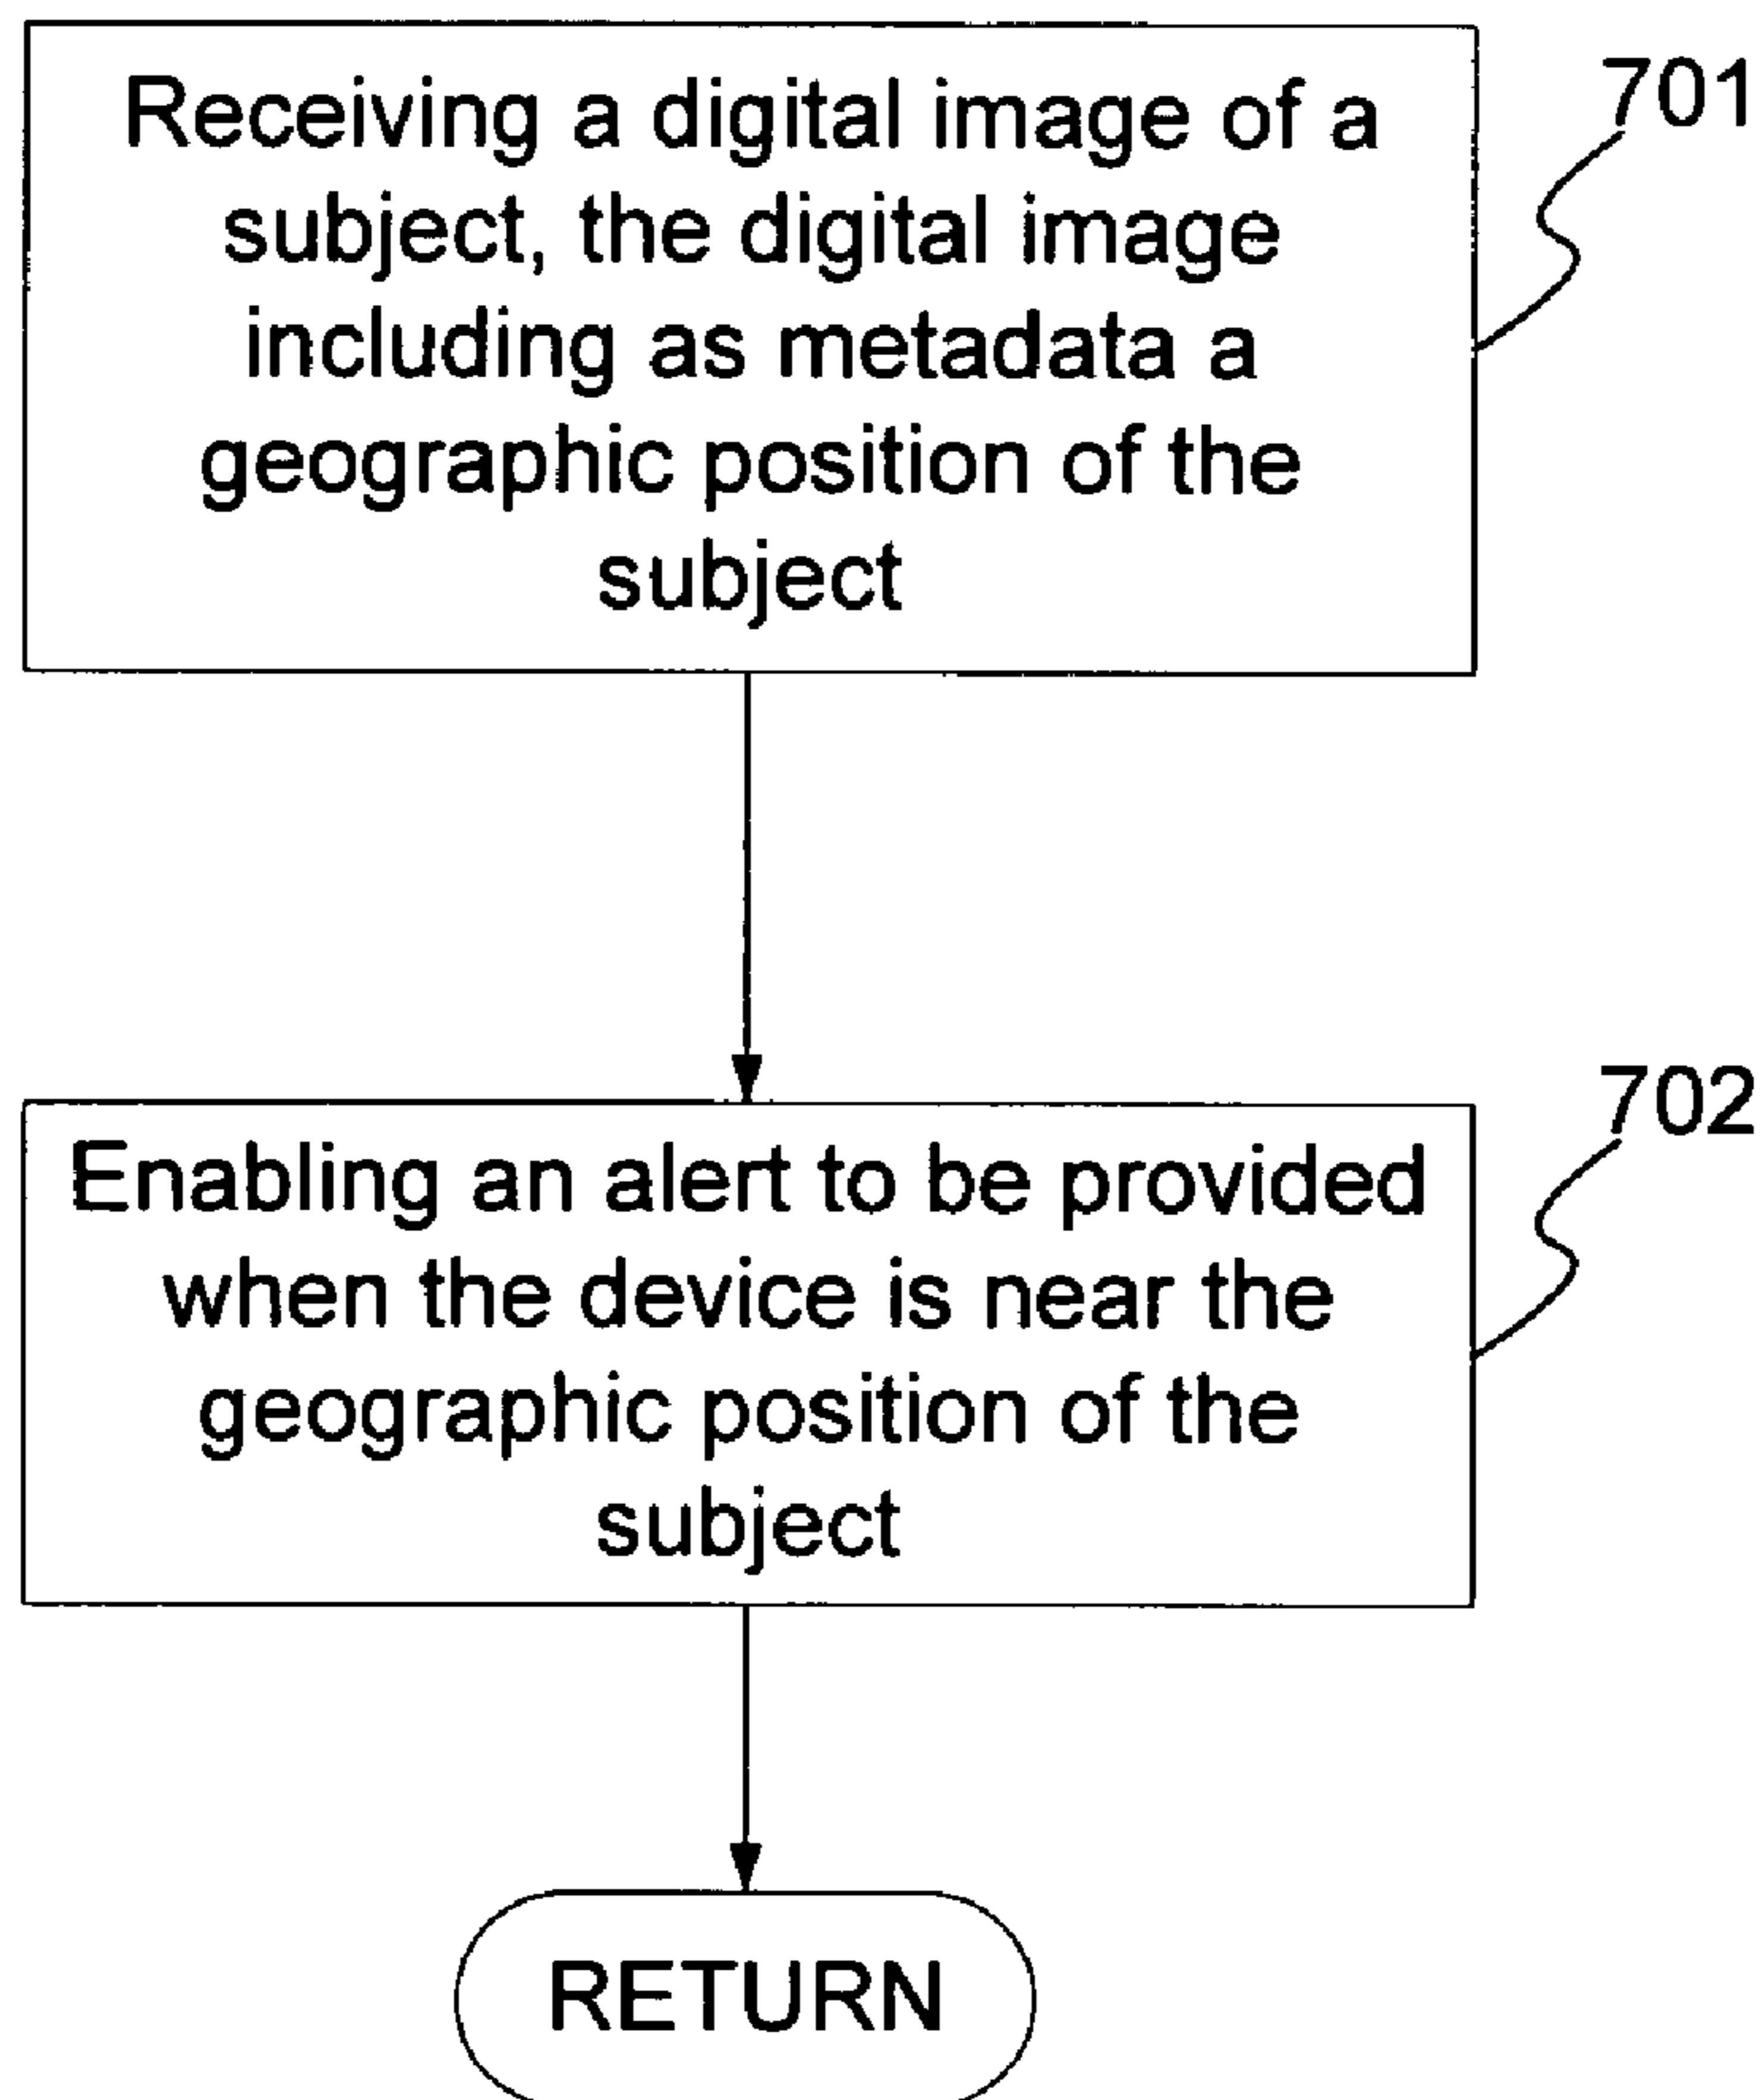 Receiving a digital image of a
subject, the digital image
including as metadata a
geographic position of the
subject
701
Enabling an alert to be provided
when the device is near the
geographic position of the
subject
702
RETURN